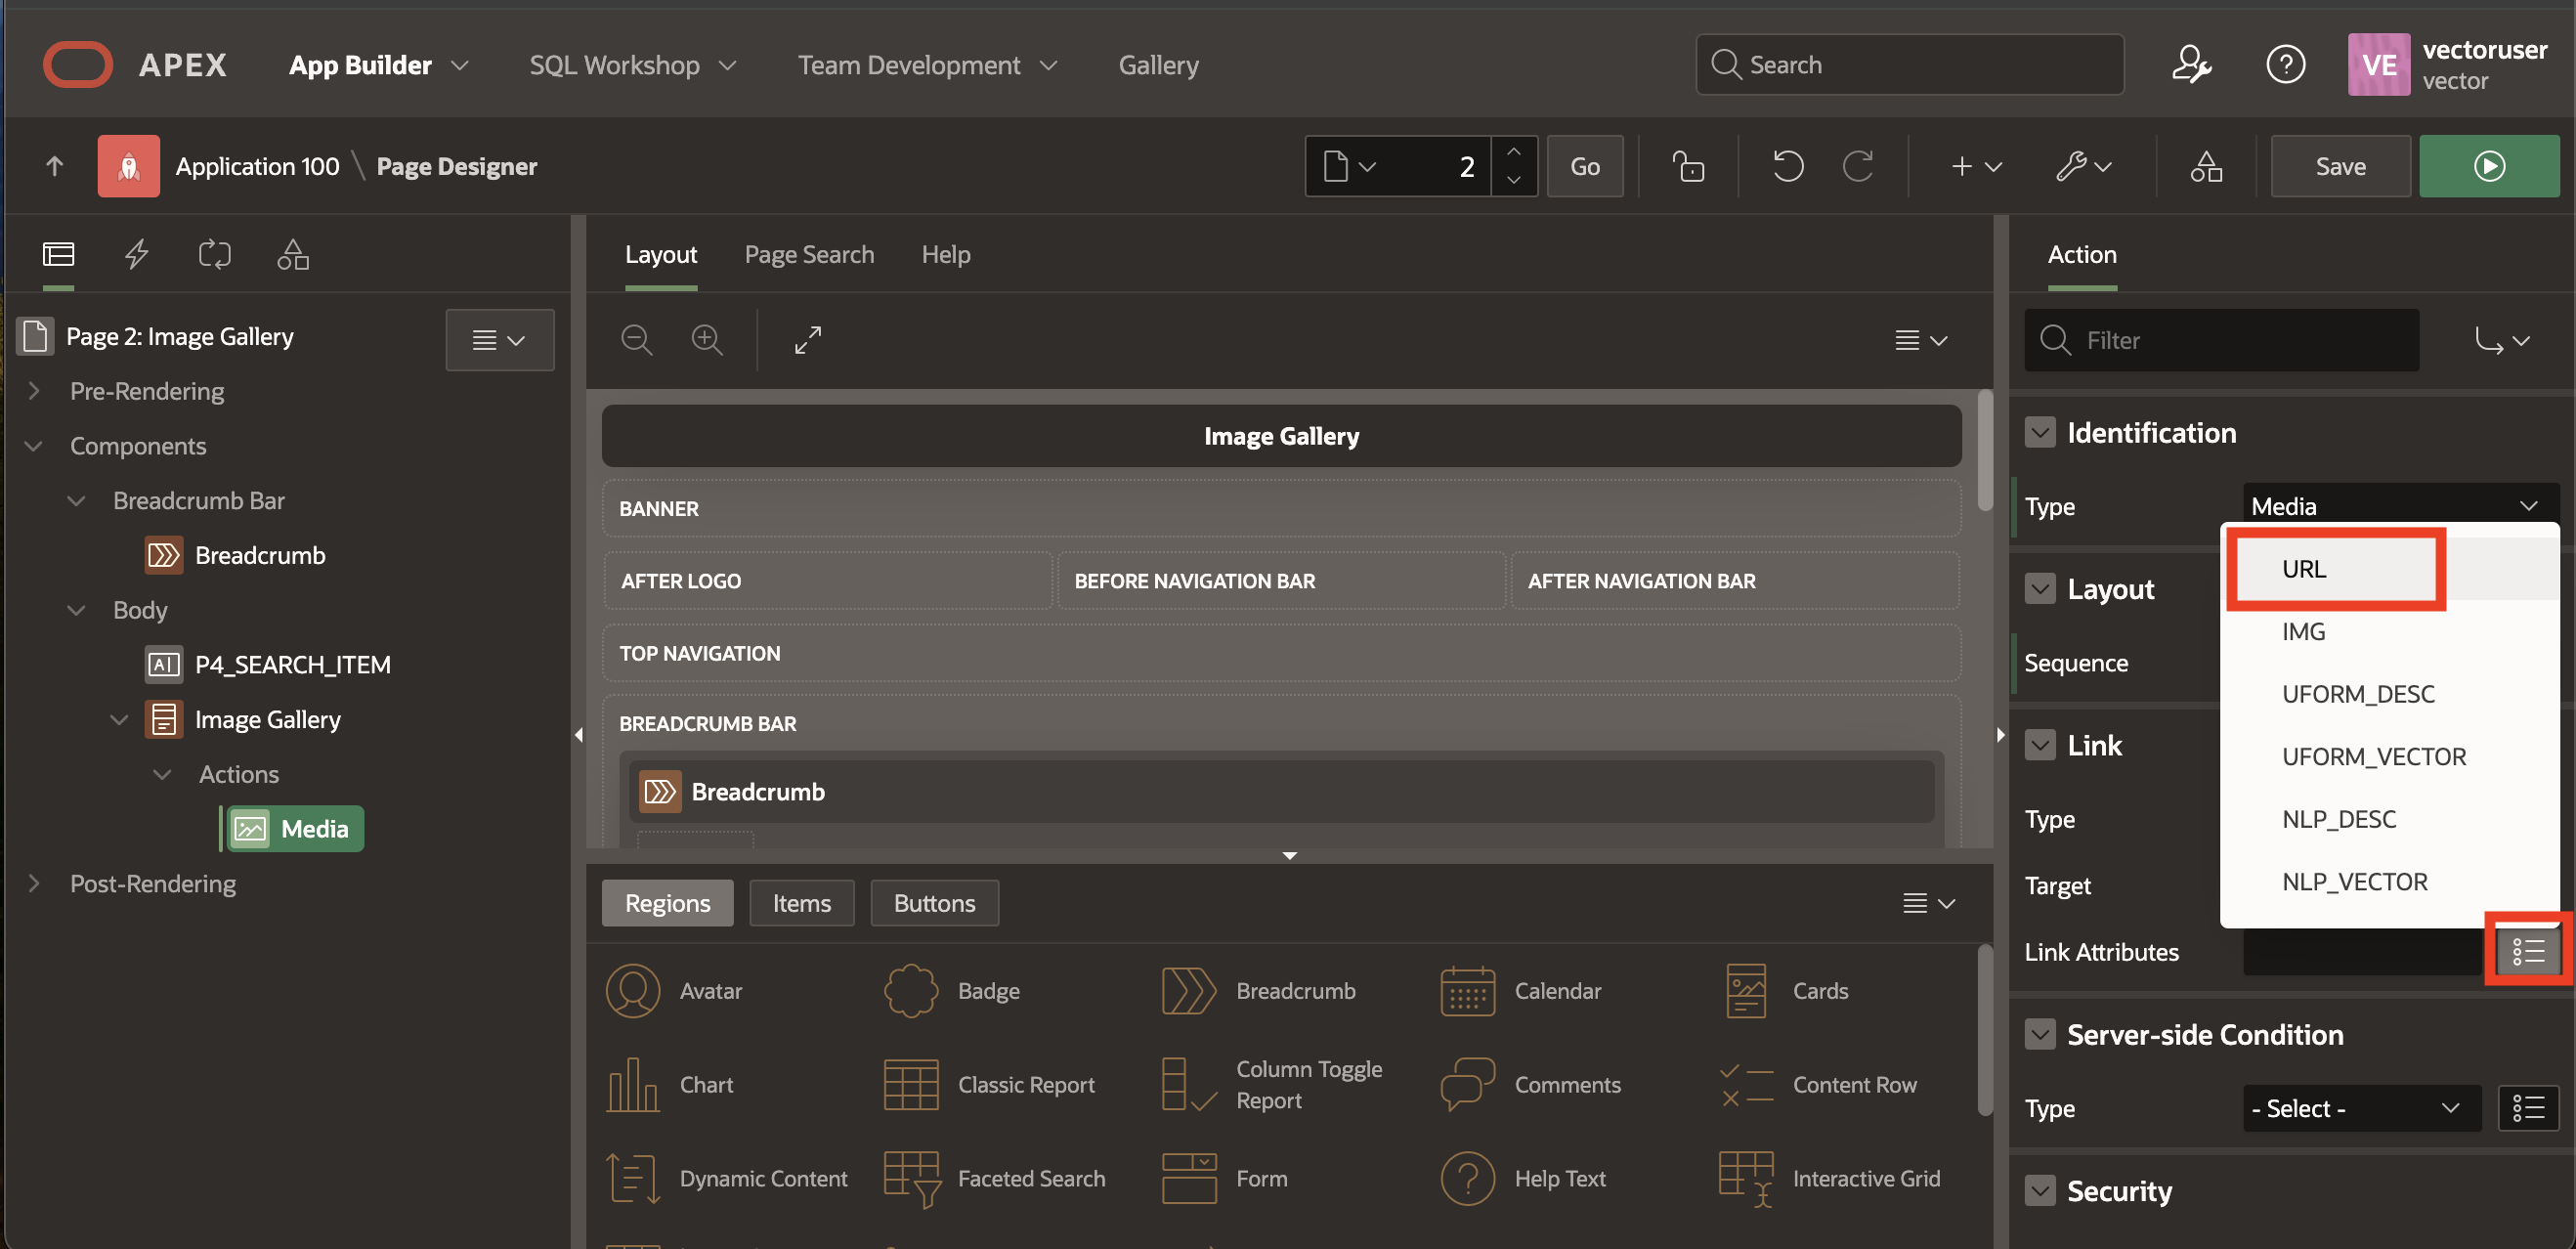 APEX App Builder SQL Workshop Team Development Gallery Search VE vectoruser
vector
Application 100 \ Page Designer 2 Go Save
Layout Page Search Help Action
Page 2: Image Gallery
Filter
Pre-Rendering
Components
Breadcrumb Bar
Breadcrumb
Body
P4_SEARCH_ITEM
Image Gallery
Actions
Media
Post-Rendering
Image Gallery
BANNER
AFTER LOGO BEFORE NAVIGATION BAR AFTER NAVIGATION BAR
TOP NAVIGATION
BREADCRUMB BAR
Breadcrumb
Regions Items Buttons
Avatar Badge Breadcrumb Calendar Cards
Chart Classic Report Column Toggle
Report Comments Content Row
Dynamic Content Faceted Search Form Help Text Interactive Grid
Identification
Type Media
Layout
Sequence
Link
Type
Target
URL
IMG
UFORM_DESC
UFORM_VECTOR
NLP_DESC
NLP_VECTOR
Link Attributes
Server-side Condition
Type - Select -
Security